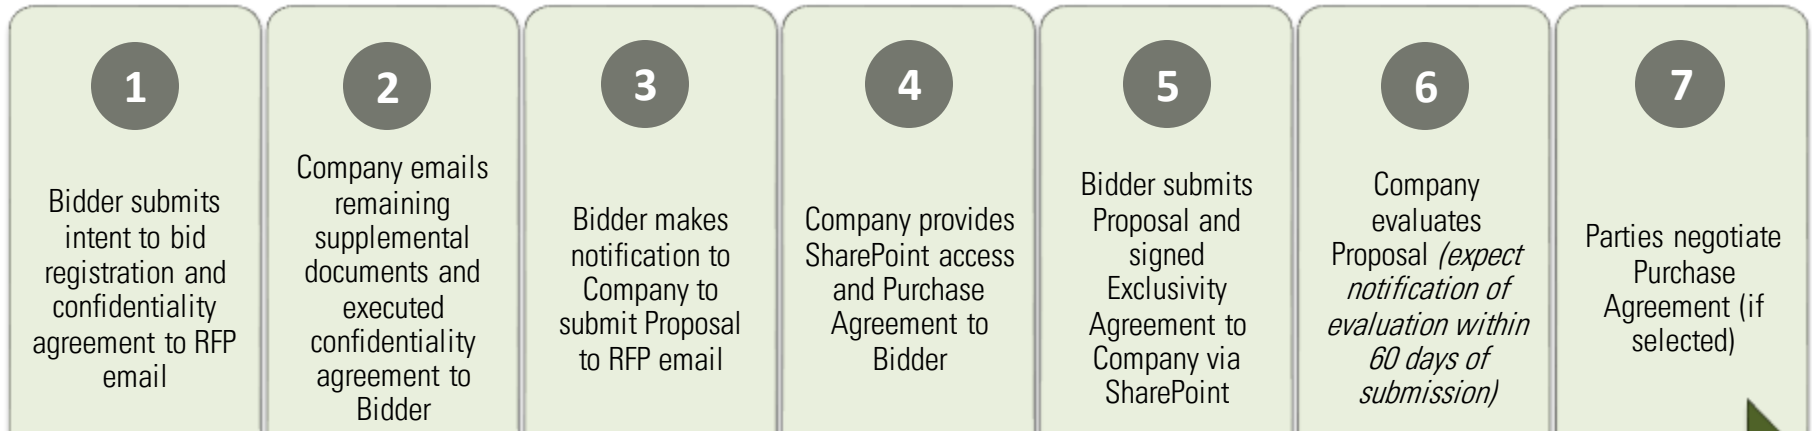 1
Bidder submits
intent to bid
registration and
confidentiality
agreement to RFP
email
2
Company emails
remaining
supplemental
documents and
executed
confidentiality
agreement to
Bidder
3
Bidder makes
notification to
Company to
submit Proposal
to RFP email
4
Company provides
SharePoint access
and Purchase
Agreement to
Bidder
5
Bidder submits
Proposal and
signed
Exclusivity
Agreement to
Company via
SharePoint
6
Company
evaluates
Proposal (expect
notification of
evaluation within
60 days of
submission)
7
Parties negotiate
Purchase
Agreement (if
selected)